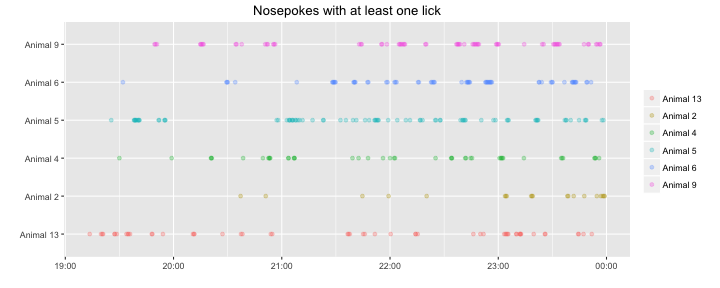 Nosepokes with at least one lick
Animal 9
Animal 6
Animal 5
Animal 4
Animal 2
Animal 13
19:00 20:00 21:00 22:00 23:00 00:00
Animal 13
Animal 2
Animal 4
Animal 5
Animal 6
Animal 9